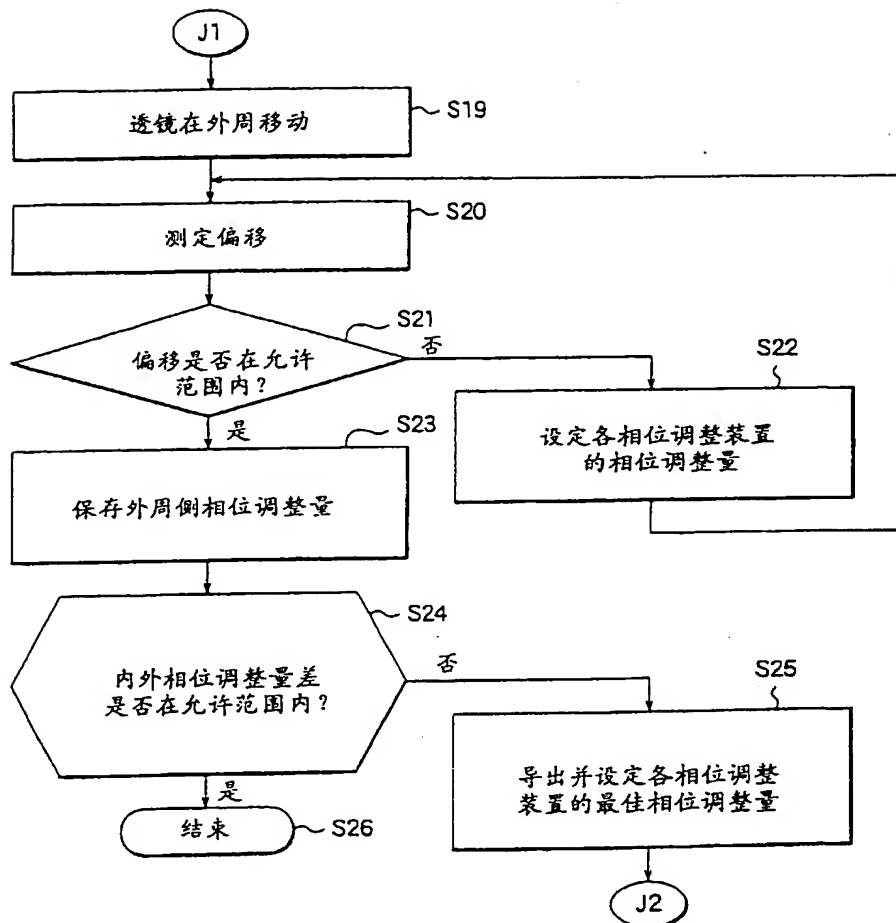 J1
透镜在外周移动
S19
测定偏移
S20
偏移是否在允许
范围内?
S21
否
是
设定各相位调整装置
的相位调整量
S22
保存外周侧相位调整量
S23
内外相位调整量差
是否在允许范围内?
S24
否
是
导出并设定各相位调整
装置的最佳相位调整量
S25
结束
S26
J2